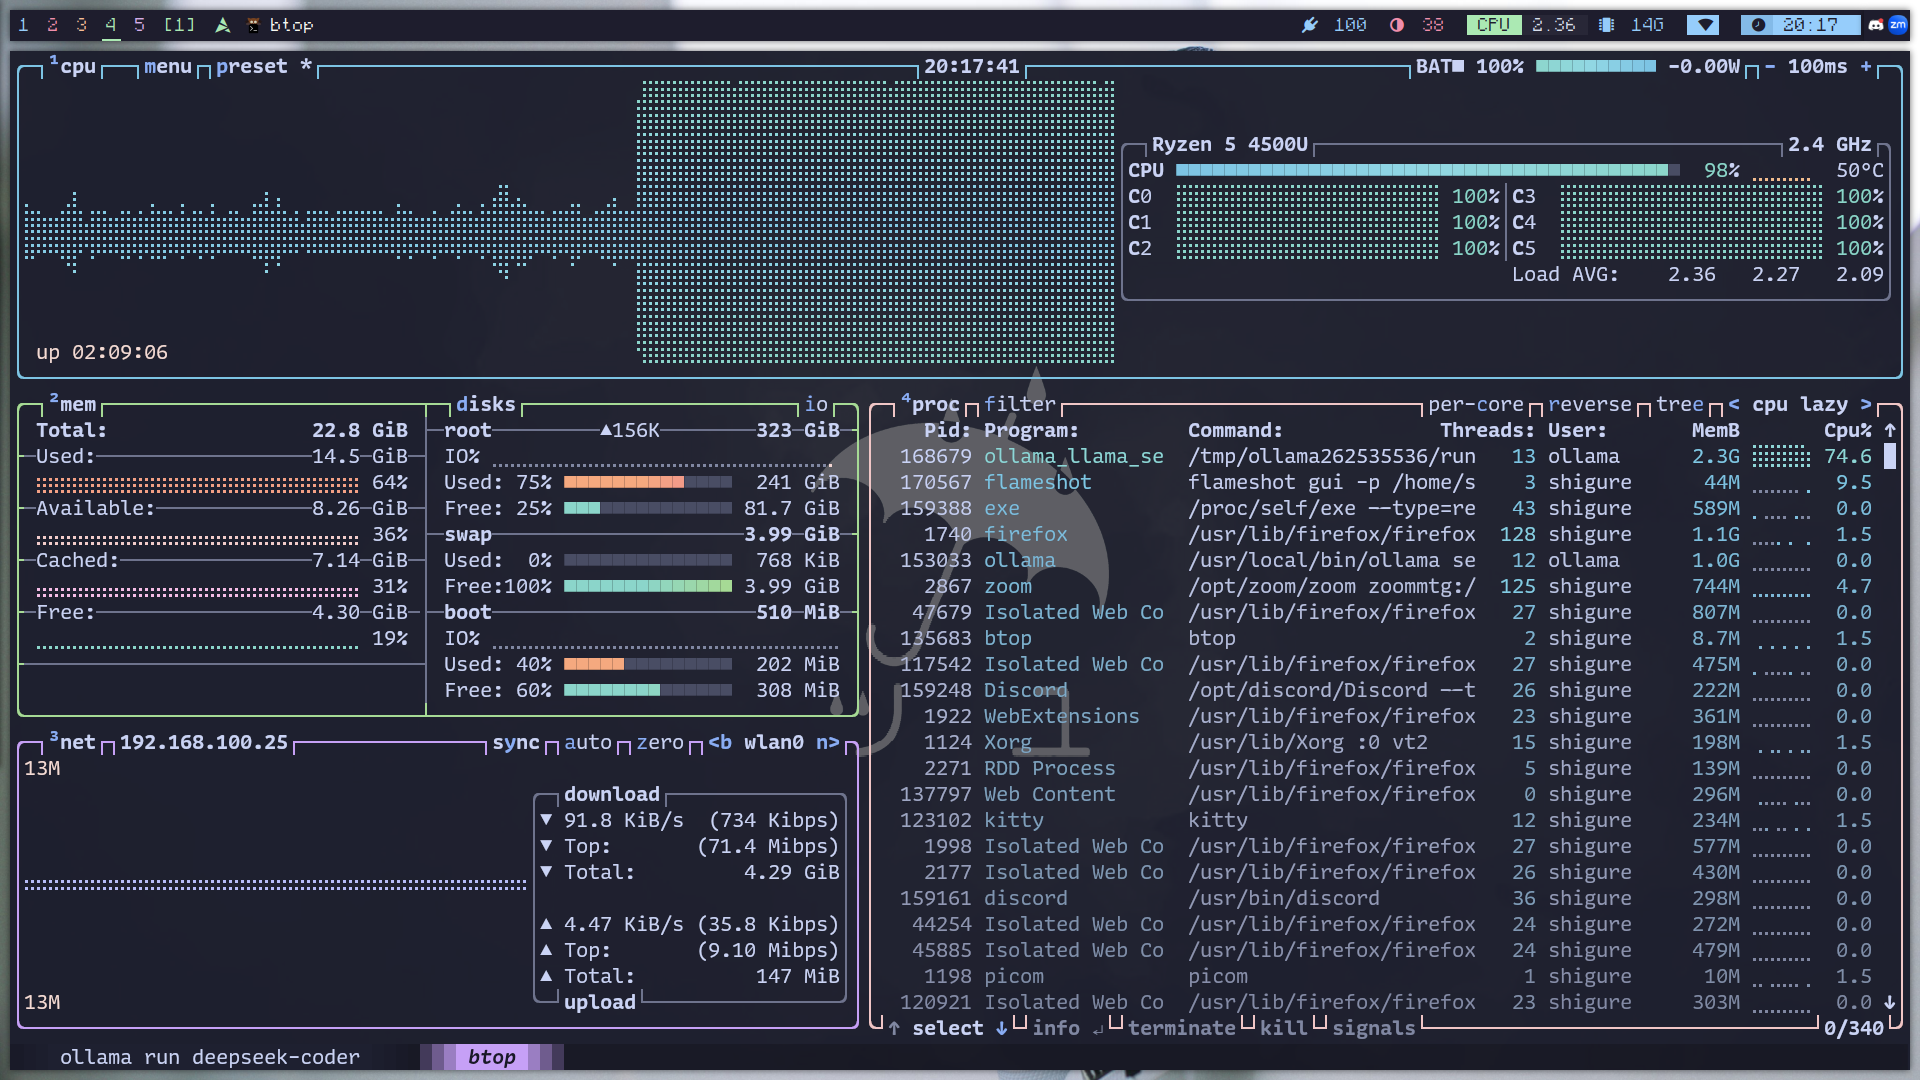 1 2 3 4 5 [1] btop 100 38 CPU 2.36 14G 20:17 zm
1cpu menu preset * 20:17:41 BAT■ 100% -0.00W - 100ms +
Ryzen 5 4500U 2.4 GHz
CPU 98% 50°C
C0 100% C3 100%
C1 100% C4 100%
C2 100% C5 100%
Load AVG: 2.36 2.27 2.09
up 02:09:06
2mem
Total: 22.8 GiB
Used: 14.5 GiB
64%
Available: 8.26 GiB
36%
Cached: 7.14 GiB
31%
Free: 4.30 GiB
19%
disks io
root ▲156K 323 GiB
IO%
Used: 75% 241 GiB
Free: 25% 81.7 GiB
swap 3.99 GiB
Used: 0% 768 KiB
Free:100% 3.99 GiB
boot 510 MiB
IO%
Used: 40% 202 MiB
Free: 60% 308 MiB
3net 192.168.100.25 sync auto zero <b wlan0 n>
13M
download
▼ 91.8 KiB/s (734 Kibps)
▼ Top: (71.4 Mibps)
▼ Total: 4.29 GiB
▲ 4.47 KiB/s (35.8 Kibps)
▲ Top: (9.10 Mibps)
▲ Total: 147 MiB
upload
13M
4proc filter per-core reverse tree < cpu lazy >
Pid: Program: Command: Threads: User: MemB Cpu% ↑
168679 ollama_llama_se /tmp/ollama262535536/run 13 ollama 2.3G 74.6
170567 flameshot flameshot gui -p /home/s 3 shigure 44M 9.5
159388 exe /proc/self/exe --type=re 43 shigure 589M 0.0
1740 firefox /usr/lib/firefox/firefox 128 shigure 1.1G 1.5
153033 ollama /usr/local/bin/ollama se 12 ollama 1.0G 0.0
2867 zoom /opt/zoom/zoom zoommtg:/ 125 shigure 744M 4.7
47679 Isolated Web Co /usr/lib/firefox/firefox 27 shigure 807M 0.0
135683 btop btop 2 shigure 8.7M 1.5
117542 Isolated Web Co /usr/lib/firefox/firefox 27 shigure 475M 0.0
159248 Discord /opt/discord/Discord --t 26 shigure 222M 0.0
1922 WebExtensions /usr/lib/firefox/firefox 23 shigure 361M 0.0
1124 Xorg /usr/lib/Xorg :0 vt2 15 shigure 198M 1.5
2271 RDD Process /usr/lib/firefox/firefox 5 shigure 139M 0.0
137797 Web Content /usr/lib/firefox/firefox 0 shigure 296M 0.0
123102 kitty kitty 12 shigure 234M 1.5
1998 Isolated Web Co /usr/lib/firefox/firefox 27 shigure 577M 0.0
2177 Isolated Web Co /usr/lib/firefox/firefox 26 shigure 430M 0.0
159161 discord /usr/bin/discord 36 shigure 298M 0.0
44254 Isolated Web Co /usr/lib/firefox/firefox 24 shigure 272M 0.0
45885 Isolated Web Co /usr/lib/firefox/firefox 24 shigure 479M 0.0
1198 picom picom 1 shigure 10M 1.5
120921 Isolated Web Co /usr/lib/firefox/firefox 23 shigure 303M 0.0 ↓
↑ select ↓ info ↲ terminate kill signals 0/340
ollama run deepseek-coder btop